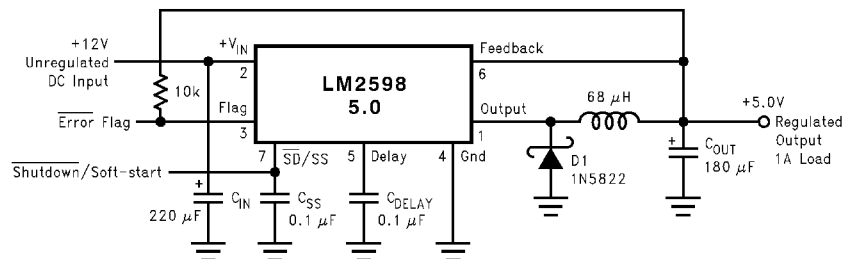 +12V
Unregulated
DC Input
+V_IN
2
LM2598
5.0
Feedback
6
10k
Flag
3
Error Flag
Output
1
68 μH
+5.0V
Regulated
Output
1A Load
7
SD/SS
5
Delay
4
Gnd
Shutdown/Soft-start
+
C_IN
220 μF
C_SS
0.1 μF
C_DELAY
0.1 μF
D1
1N5822
+
C_OUT
180 μF